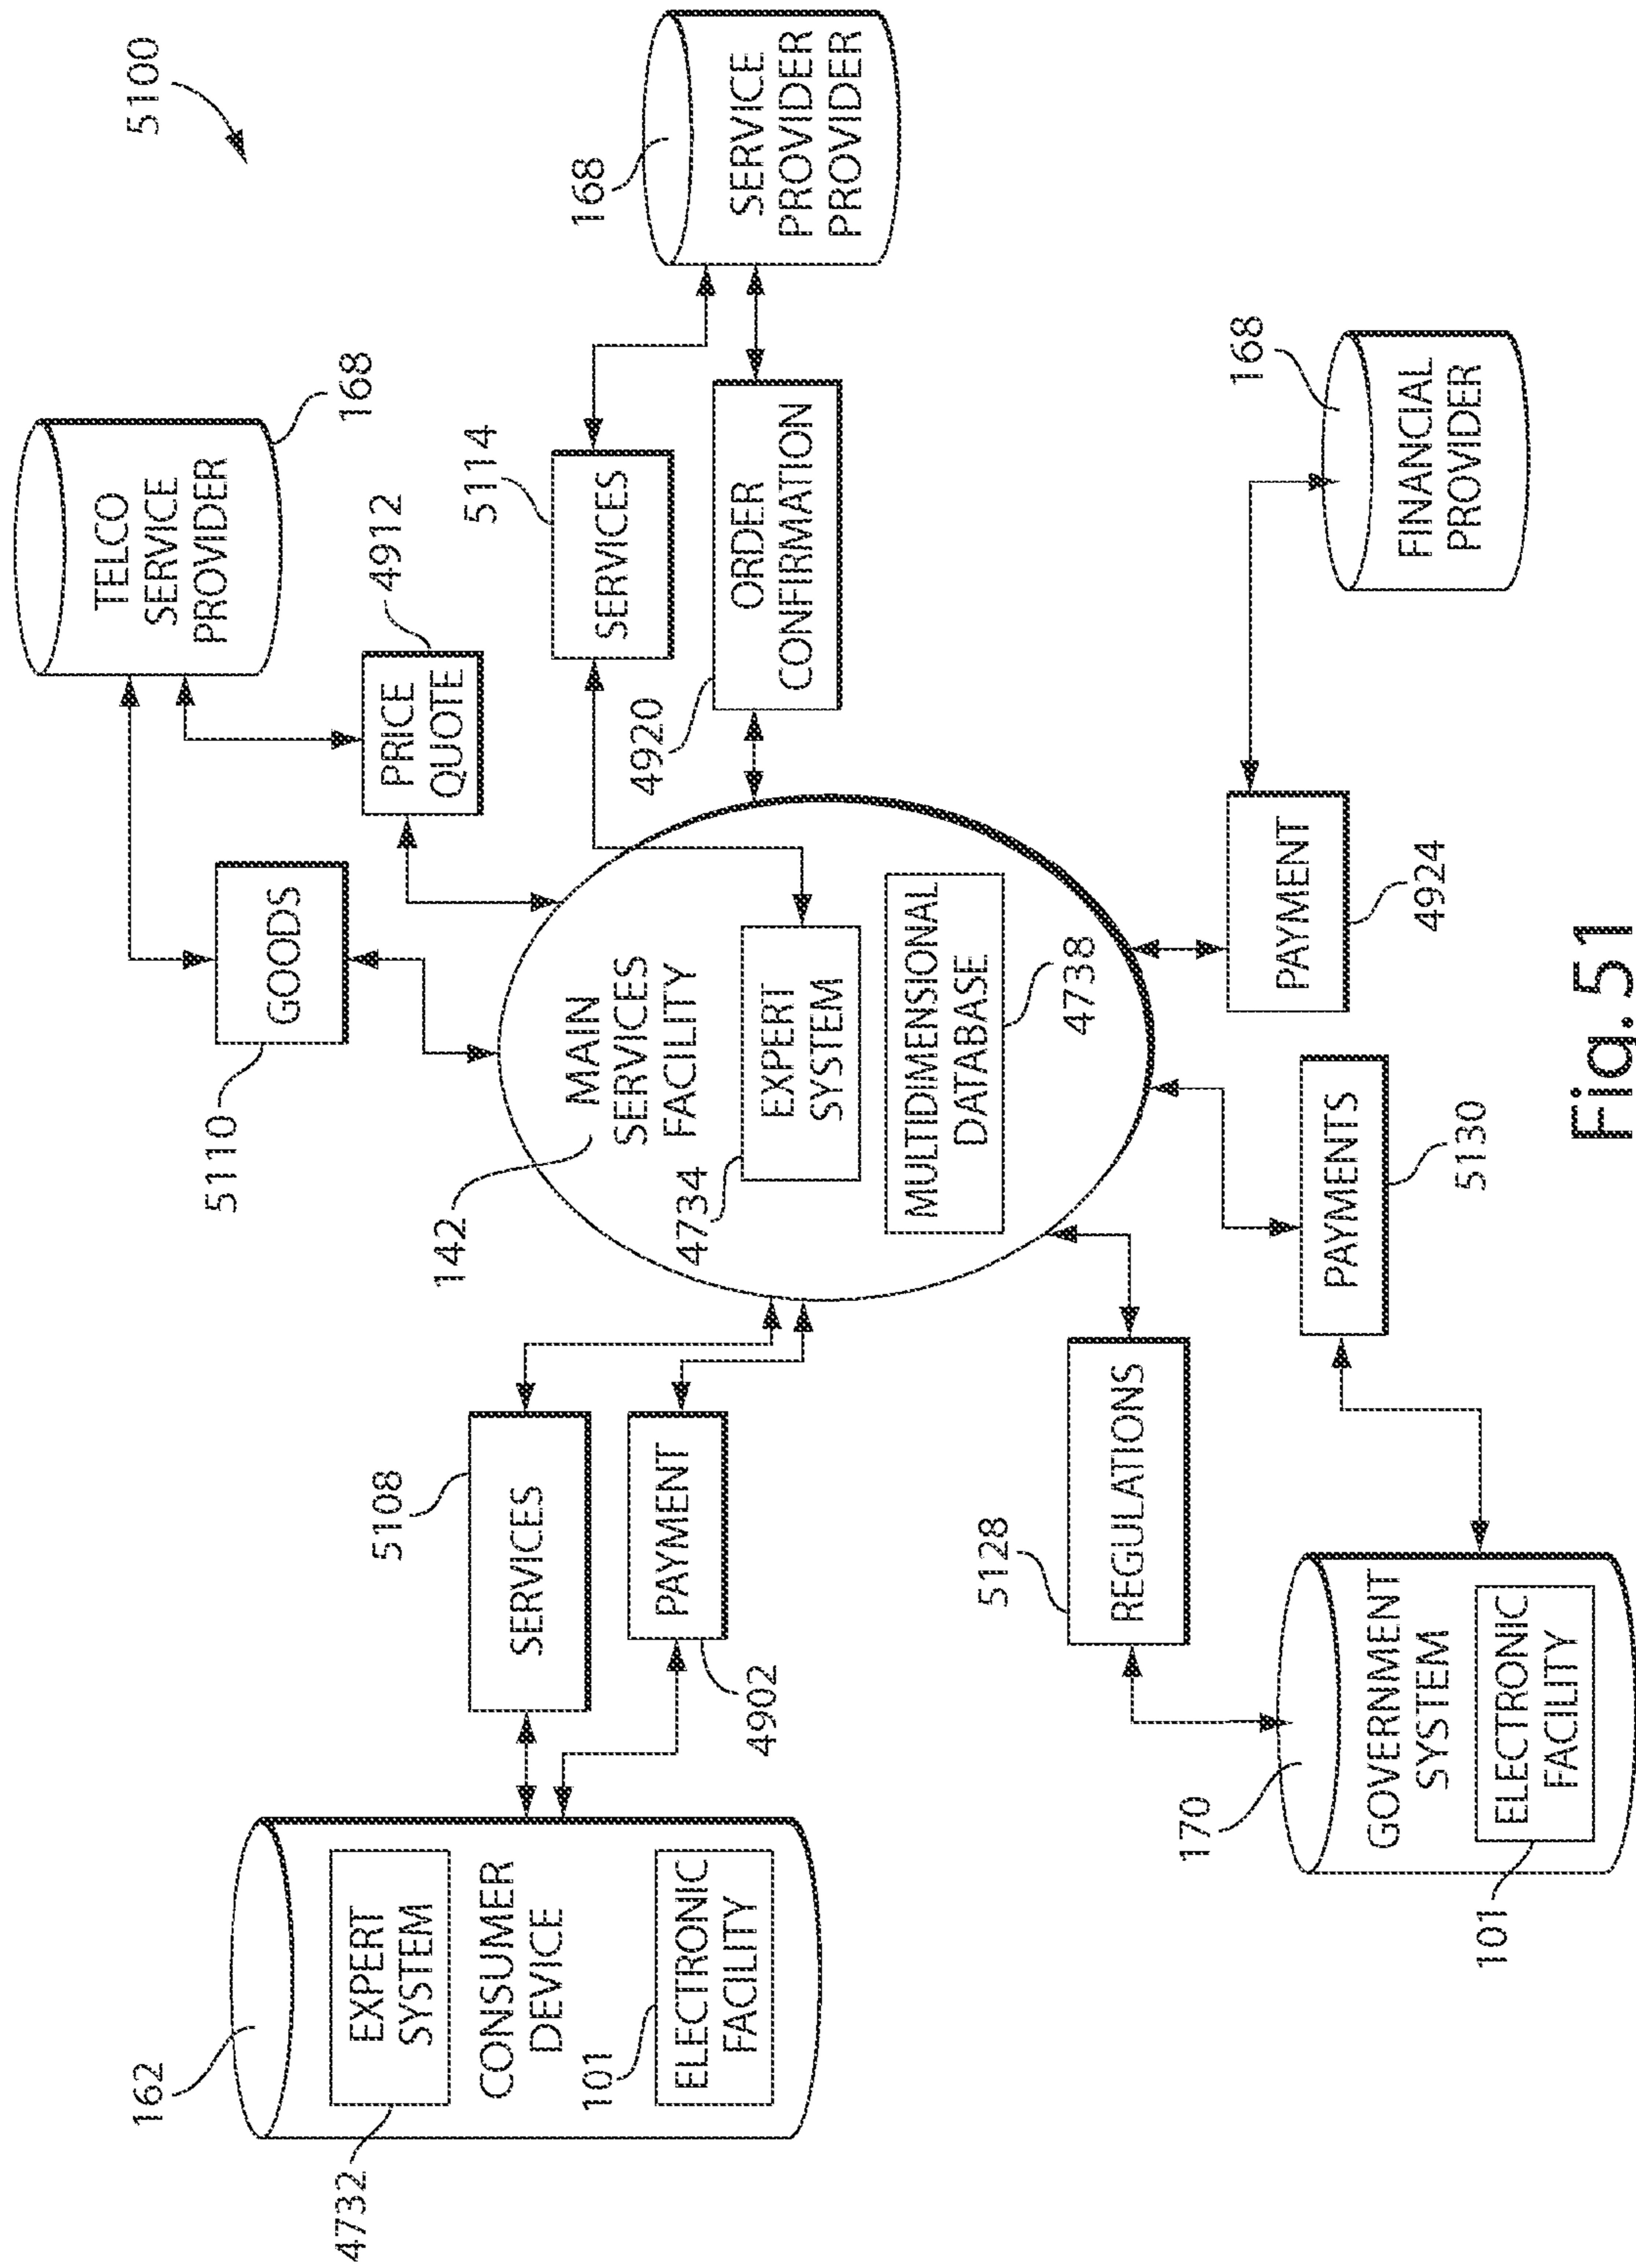 5100
162
EXPERT
SYSTEM
4732
CONSUMER
DEVICE
101
ELECTRONIC
FACILITY
5108
SERVICES
PAYMENT
4902
5110
GOODS
TELCO
SERVICE
PROVIDER
168
PRICE
QUOTE
4912
142
MAIN
SERVICES
FACILITY
4734
EXPERT
SYSTEM
MULTIDIMENSIONAL
DATABASE
4738
5114
SERVICES
4920
ORDER
CONFIRMATION
168
SERVICE
PROVIDER
PROVIDER
5128
REGULATIONS
170
GOVERNMENT
SYSTEM
ELECTRONIC
FACILITY
101
PAYMENTS
5130
PAYMENT
4924
168
FINANCIAL
PROVIDER
Fig. 51